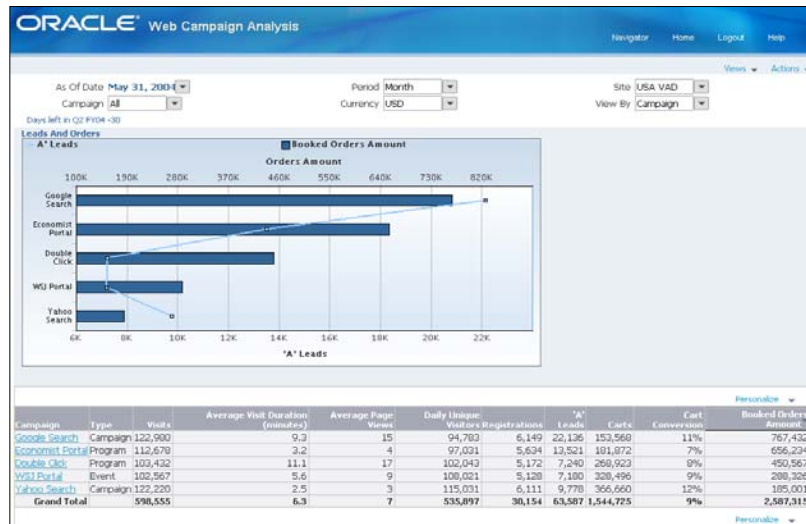 ORACLE® Web Campaign Analysis
Navigator Home Logout Help
Views Actions
As Of Date May 31, 2004 Period Month Site USA VAD
Campaign All Currency USD View By Campaign
Days left in Q2 FY04 -30
Leads And Orders
A' Leads Booked Orders Amount
Orders Amount
100K 190K 280K 370K 460K 550K 640K 730K 820K
Google
Search
Economist
Portal
Double
Click
WSJ Portal
Yahoo
Search
6K 8K 10K 12K 14K 16K 18K 20K 22K
'A' Leads
Personalize
Average Visit Duration Average Page Daily Unique 'A' Cart Booked Orders
Campaign Type Visits (minutes) Views Visitors Registrations Leads Carts Conversion Amount
Google Search Campaign 122,980 9.3 15 94,783 6,149 22,136 153,568 11% 767,432
Economist Portal Program 112,678 3.2 4 97,031 5,634 13,521 181,872 7% 656,234
Double Click Program 103,432 11.1 17 102,043 5,172 7,240 268,923 8% 450,567
WSJ Portal Event 102,567 5.6 9 108,021 5,128 7,180 328,496 9% 288,326
Yahoo Search Campaign 122,220 2.5 3 115,031 6,111 9,778 366,660 12% 185,001
Grand Total 598,555 6.3 7 535,897 30,154 63,587 1,544,725 9% 2,587,315
Personalize